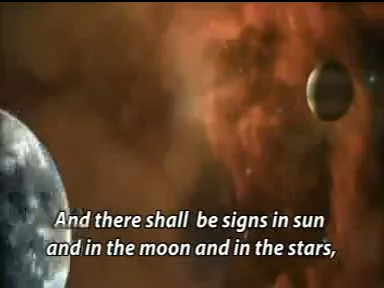 And there shall be signs in sun
and in the moon and in the stars,